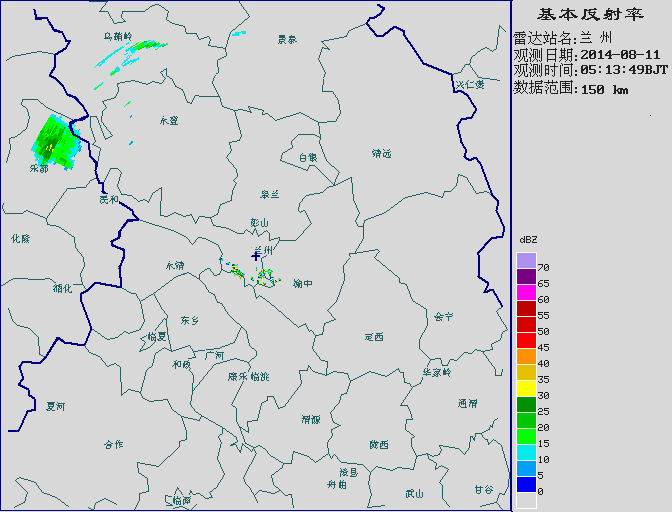 基本反射率
雷达站名:兰 州
观测日期:2014-08-11
观测时间:05:13:49BJT
数据范围:150 km
乌鞘岭
景泰
兴仁堡
永登
白银
靖远
乐都
民和
皋兰
彭山
化隆
兰州
永靖
榆中
循化
东乡
会宁
临夏
定西
广河
和政
康乐
临洮
华家岭
夏河
渭源
通渭
合作
陇西
漳县
岷山
临潭
武山
甘谷
dBZ
70
65
60
55
50
45
40
35
30
25
20
15
10
5
0